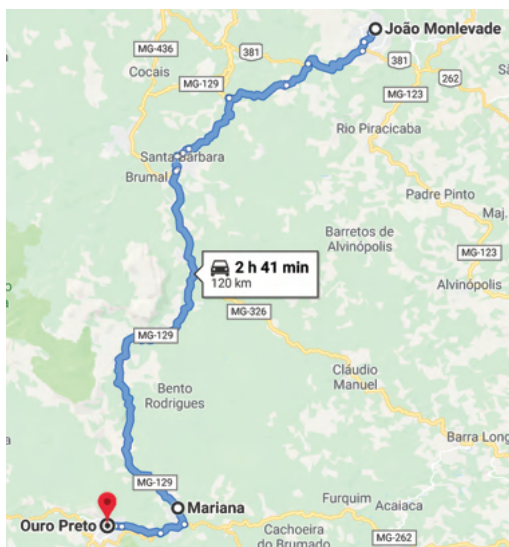 João Monlevade
MG-436
381
Cocais
MG-129
381
262
MG-123
Rio Piracicaba
Santa Bárbara
Brumal
Padre Pinto
Maj.
Barretos de
Alvinópolis
MG-123
2 h 41 min
120 km
Alvinópolis
MG-326
MG-129
Cláudio
Manuel
Bento
Rodrigues
Barra Long
MG-129
Mariana
Furquim
Acaiaca
Ouro Preto
Cachoeira
do Brumado
MG-262